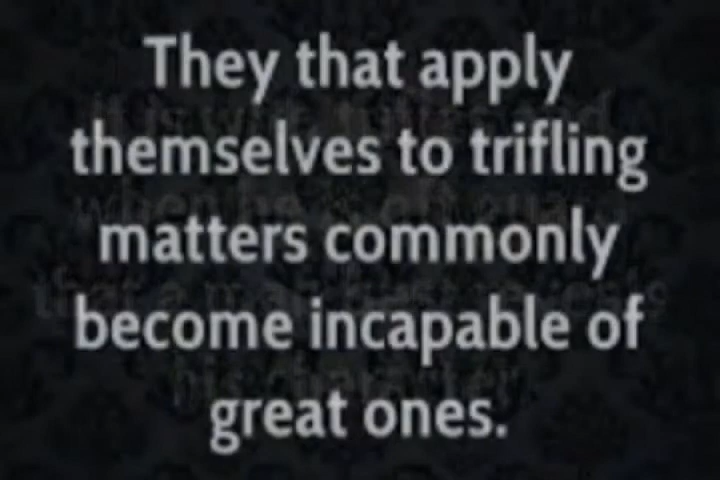 They that apply
themselves to trifling
matters commonly
become incapable of
great ones.